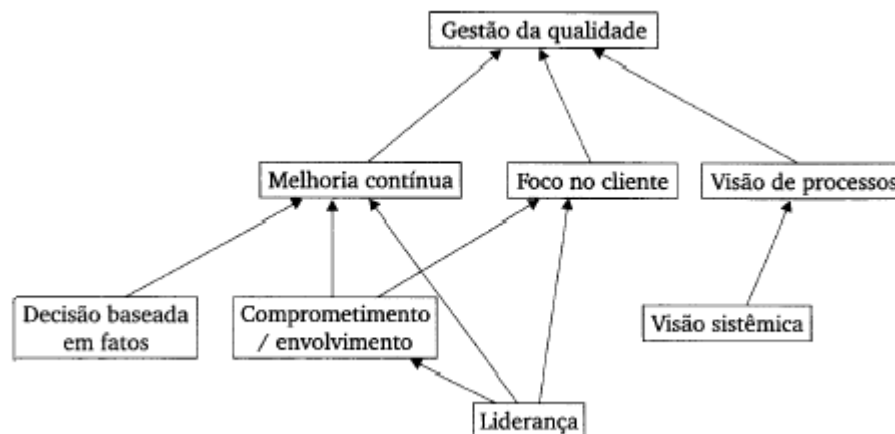 Gestão da qualidade
Melhoria contínua
Foco no cliente
Visão de processos
Decisão baseada
em fatos
Comprometimento
/ envolvimento
Visão sistêmica
Liderança